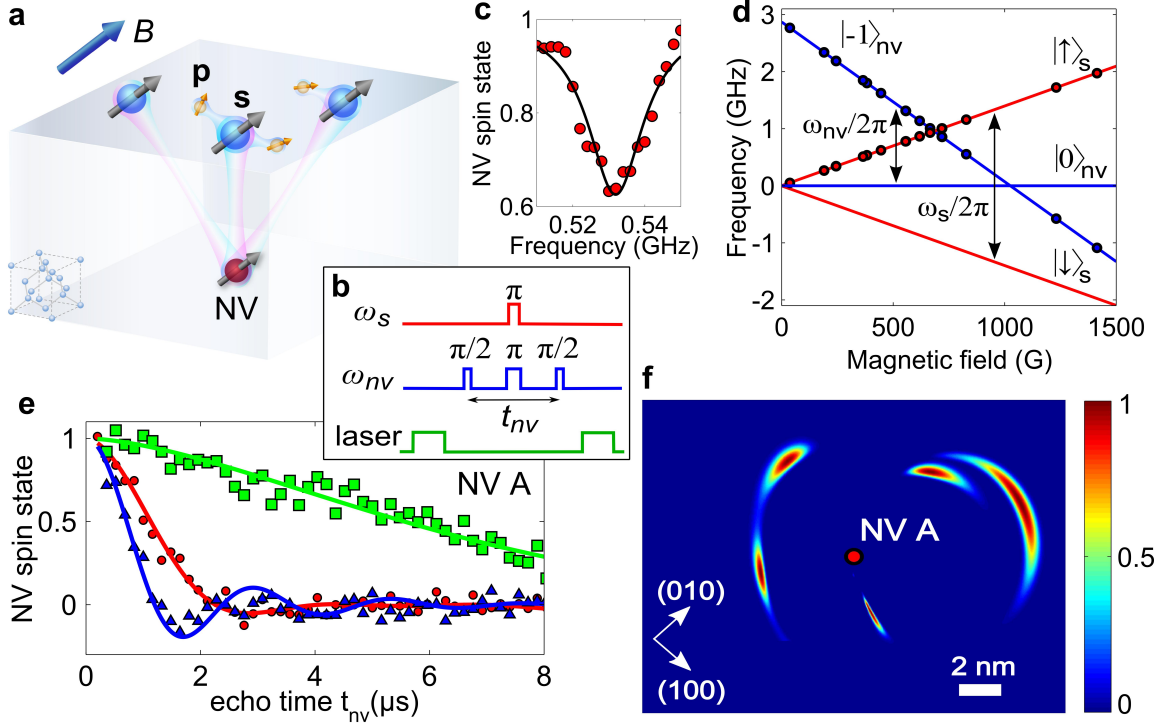 a
B
p
s
NV
c
NV spin state
1
0.8
0.6
0.52
0.54
Frequency (GHz)
d
Frequency (GHz)
3
2
1
0
-1
-2
|-1⟩nv
|↑⟩s
ωnv/2π
|0⟩nv
ωs/2π
|↓⟩s
0
500
1000
1500
Magnetic field (G)
b
π
ωs
π/2 π π/2
ωnv
tnv
laser
e
NV spin state
1
0.5
0
NV A
0 2 4 6 8
echo time tnv(μs)
f
NV A
(010)
(100)
2 nm
1
0.5
0